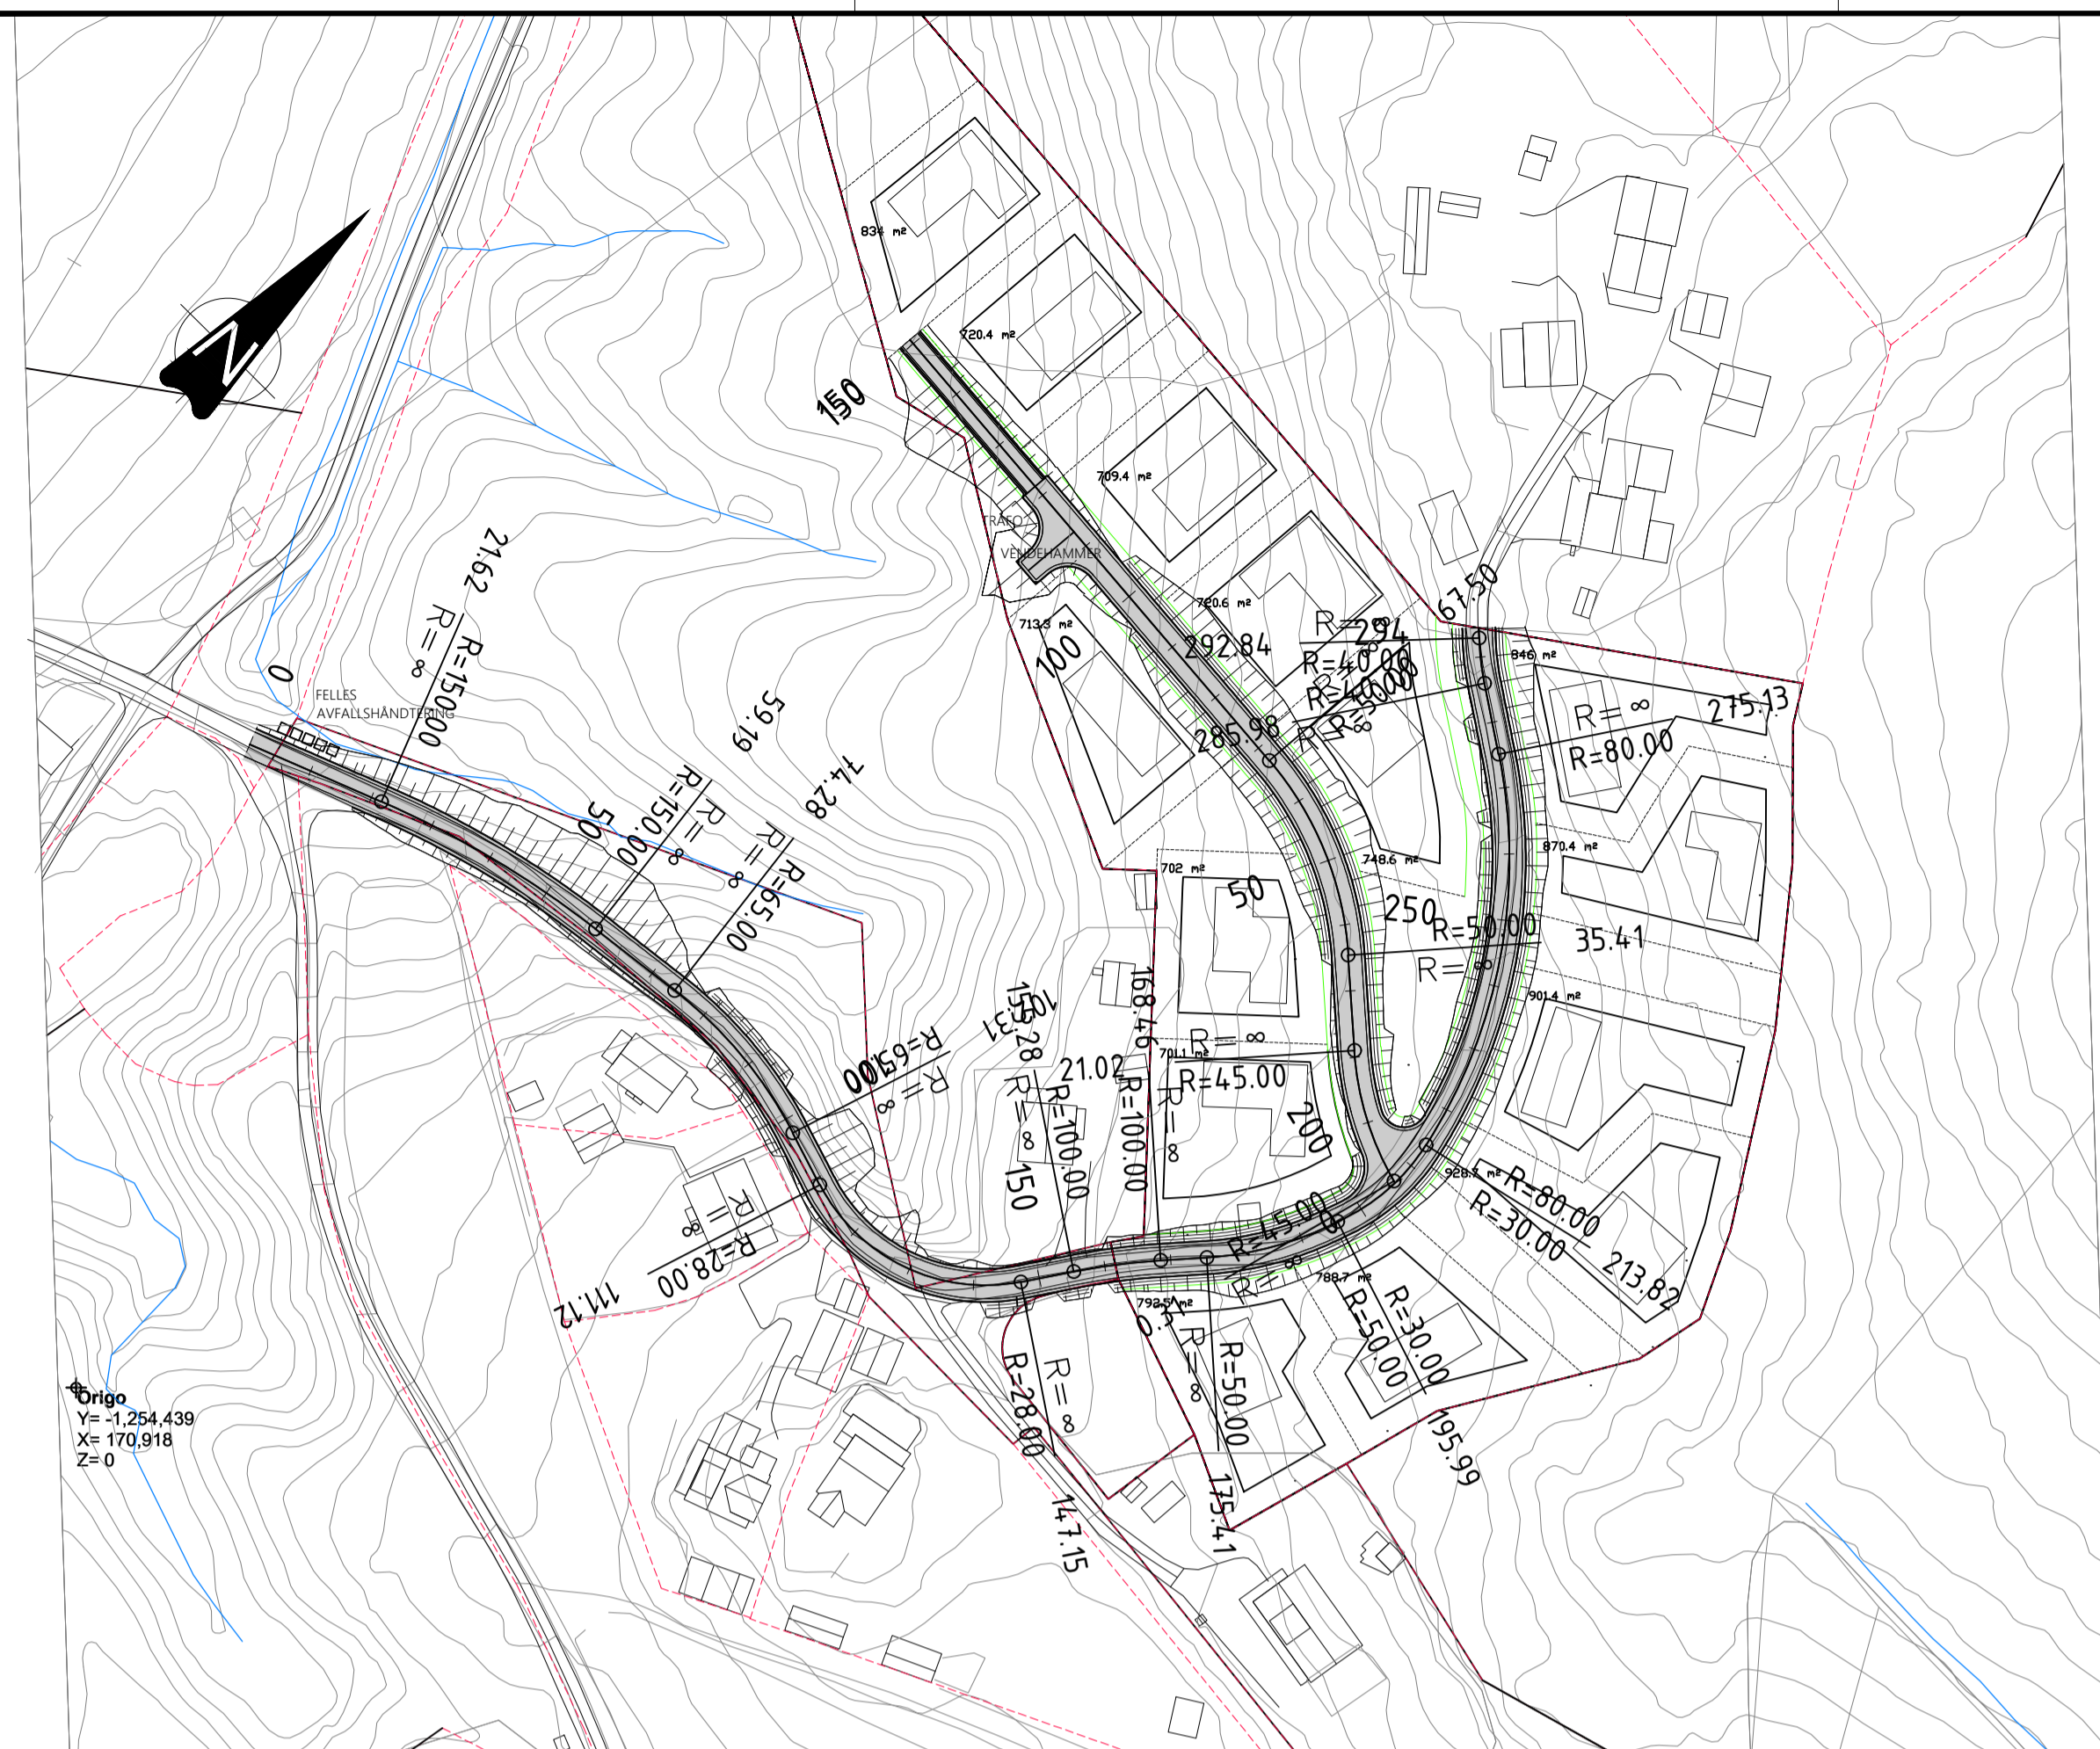 834 m²
720.4 m²
N
150
709.4 m²
TRAFO
VENDEHAMMER
720.6 m²
713.3 m²
67.50
21.62
R= ∞
R=150.00
100
292.84
R= ∞
294
R=40.00
846 m²
0
FELLES
AVFALLSHÅNDTERING
59.19
285.98
R= ∞
R=80.00
275.13
74.28
50
R=150.00
R= ∞
R= ∞
R=65.00
748.6 m²
870.4 m²
702 m²
50
250
R=50.00
R= ∞
35.41
901.4 m²
155.28
168.46
R= ∞
701.1 m²
R=45.00
21.02
R=65.00
R= ∞
R= ∞
R=100.00
R=100.00
R= ∞
200
150
928.7 m²
R=80.00
R=30.00
213.82
R= ∞
R=28.00
111.12
R=45.00
R= ∞
788.7 m²
792.5 m²
R=30.00
R=50.00
R= ∞
R=50.00
R=28.00
R= ∞
195.99
175.41
147.15
Origo
Y= -1,254,439
X= 170,918
Z= 0